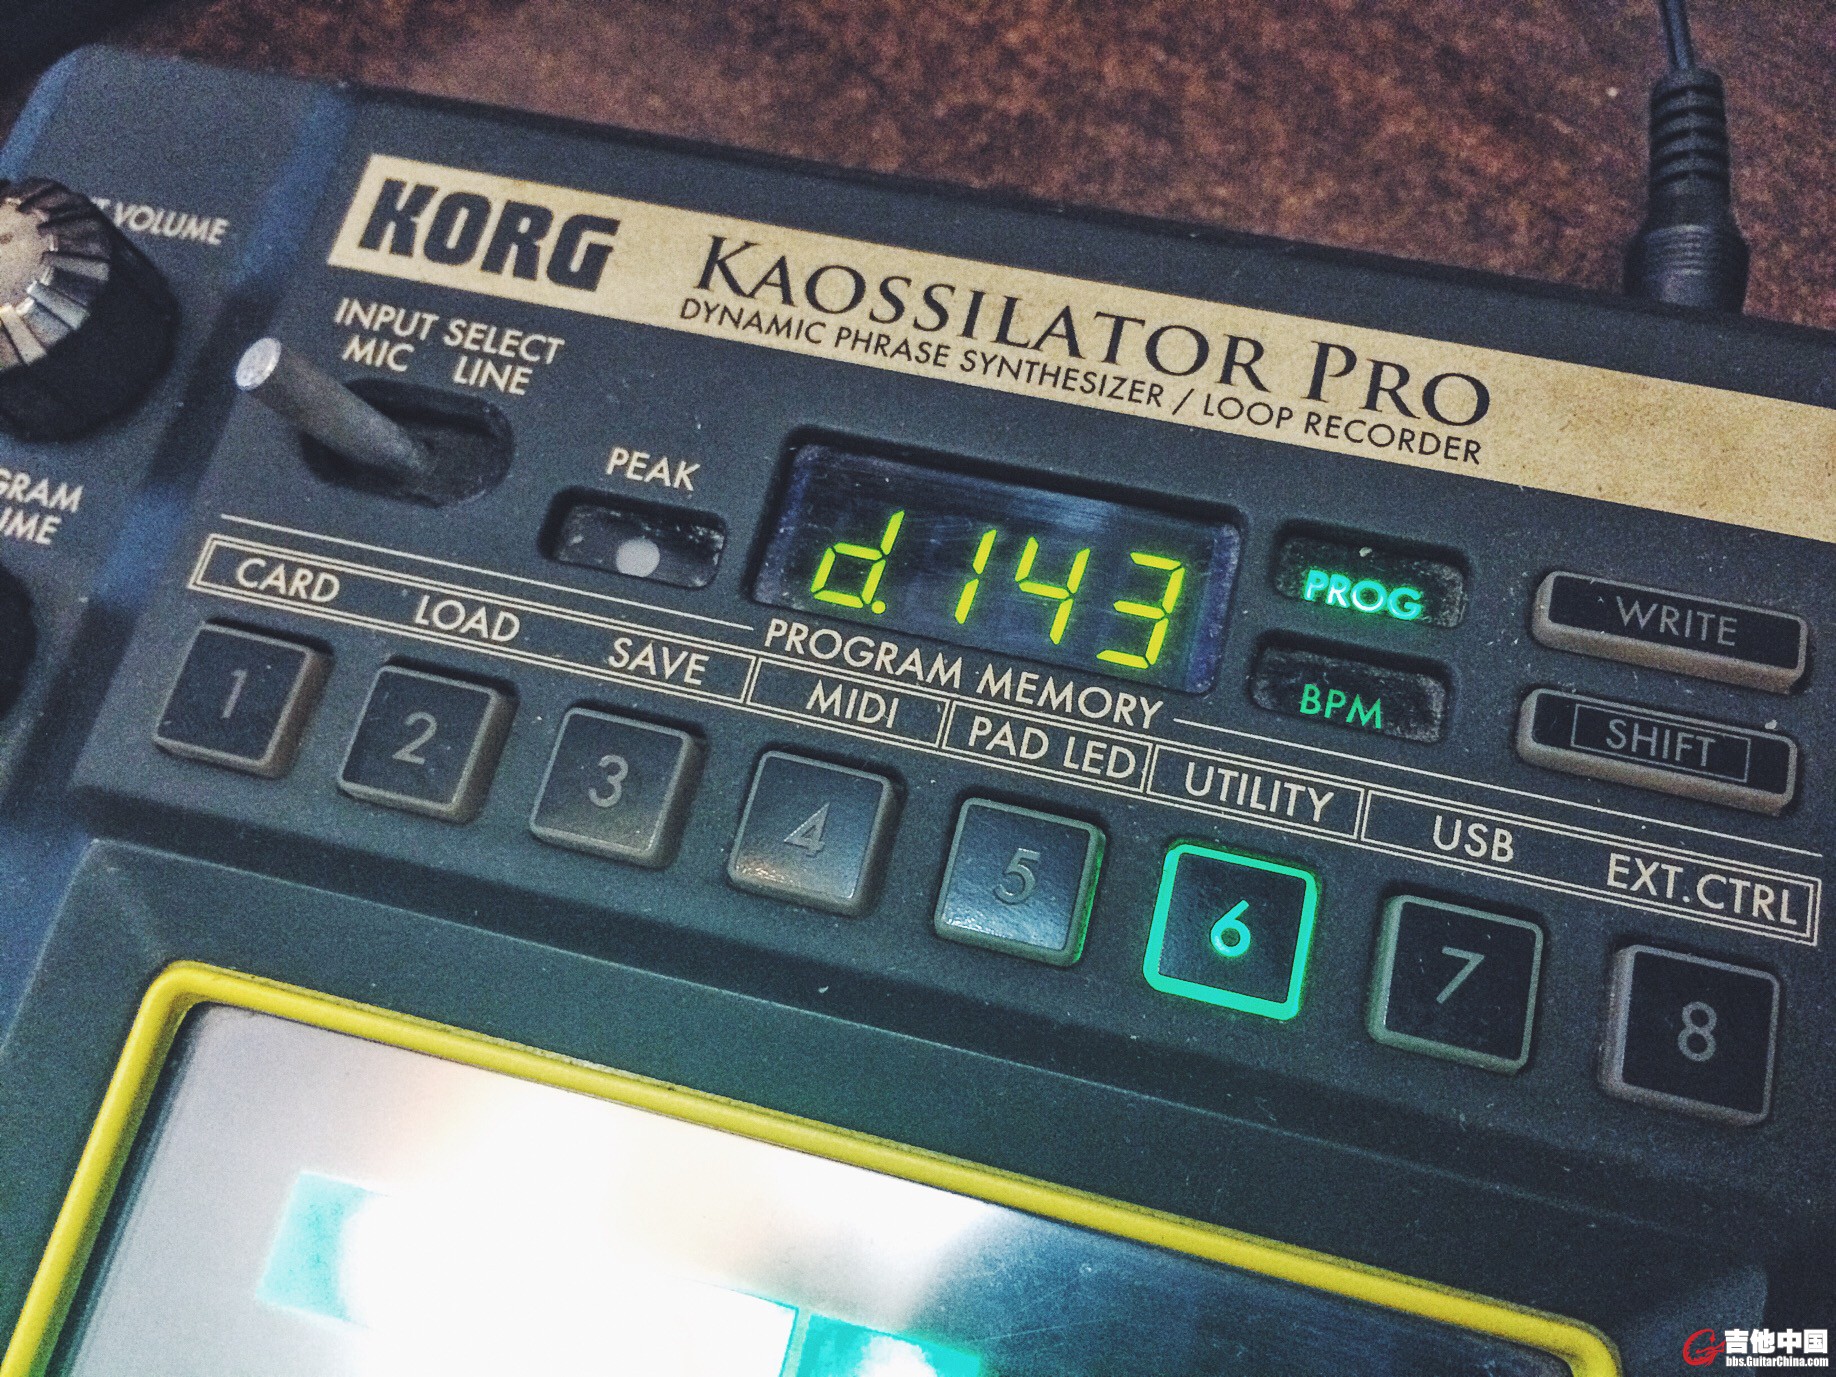 VOLUME
KORG
KAOSSILATOR PRO
DYNAMIC PHRASE SYNTHESIZER / LOOP RECORDER
INPUT SELECT
MIC LINE
PEAK
d.143
PROG
BPM
WRITE
SHIFT
PROGRAM MEMORY
CARD LOAD SAVE MIDI PAD LED UTILITY USB EXT.CTRL
1 2 3 4 5 6 7 8
吉他中国
bbs.GuitarChina.com